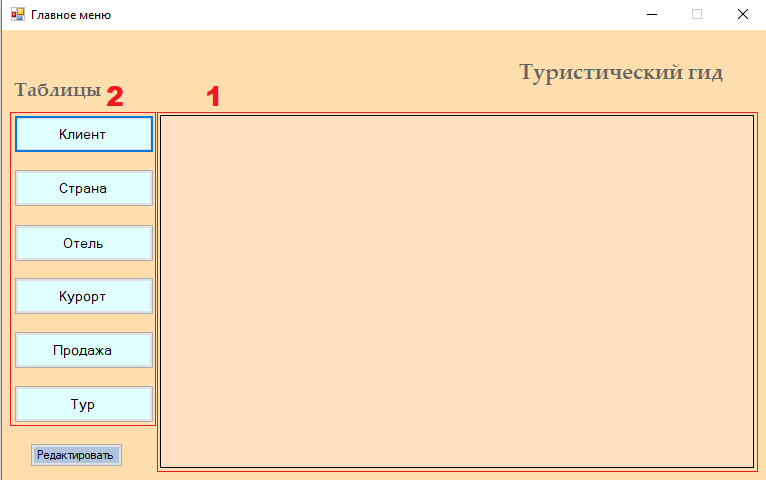 Главное меню
Туристический гид
Таблицы 2 1
Клиент
Страна
Отель
Курорт
Продажа
Тур
Редактировать